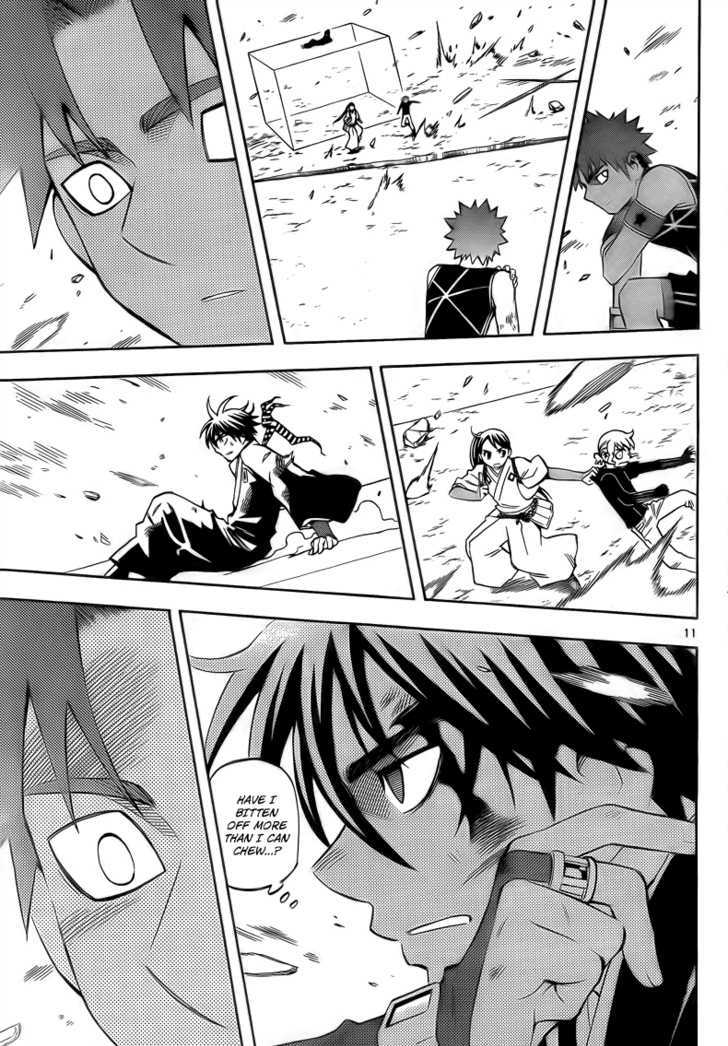 11
HAVE I
BITTEN
OFF MORE
THAN I CAN
CHEW...?